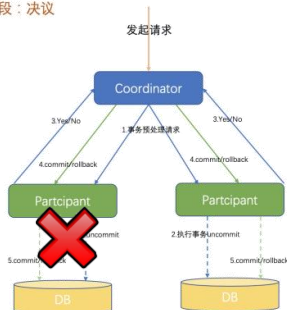 段：决议
发起请求
Coordinator
3.Yes/No
3.Yes/No
1.事务预处理请求
4.commit/rollback
4.commit/rollback
Partcipant
Partcipant
uncommit
2.执行事务uncommit
5.commit/
ck
5.commit/rollback
DB
DB